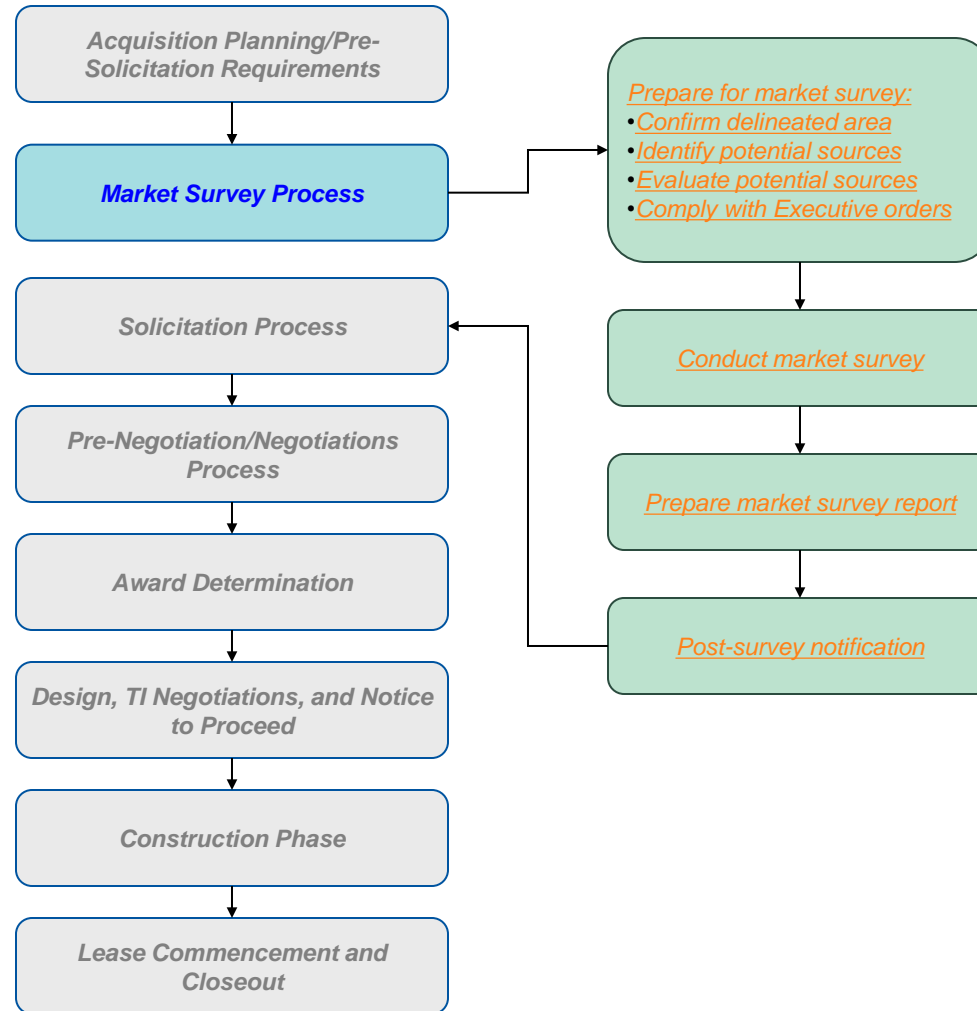 Acquisition Planning/Pre-
Solicitation Requirements
Market Survey Process
Prepare for market survey:
•Confirm delineated area
•Identify potential sources
•Evaluate potential sources
•Comply with Executive orders
Conduct market survey
Prepare market survey report
Post-survey notification
Solicitation Process
Pre-Negotiation/Negotiations
Process
Award Determination
Design, TI Negotiations, and Notice
to Proceed
Construction Phase
Lease Commencement and
Closeout